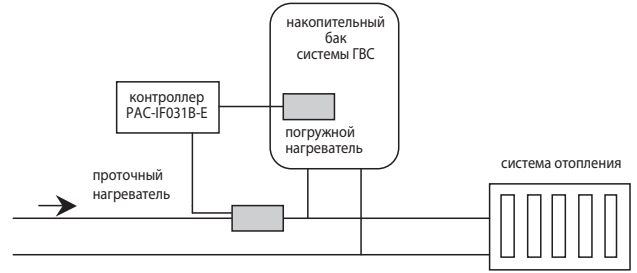 накопительный
бак
системы ГВС
контроллер
PAC-IF031B-E
погружной
нагреватель
система отопления
проточный
нагреватель